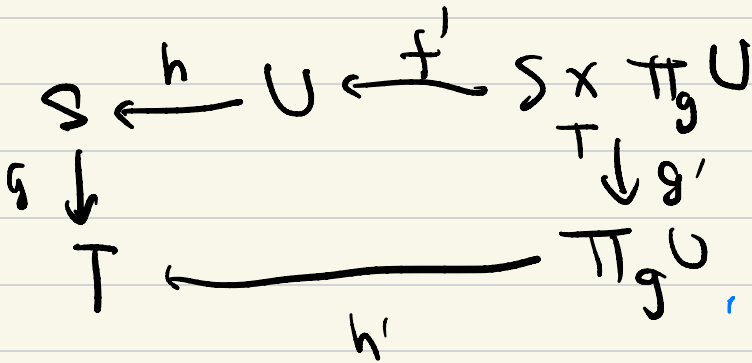 h f'
S ← U ← S ×_T Π_g U
g ↓ ↓ g'
T ← Π_g U
h'